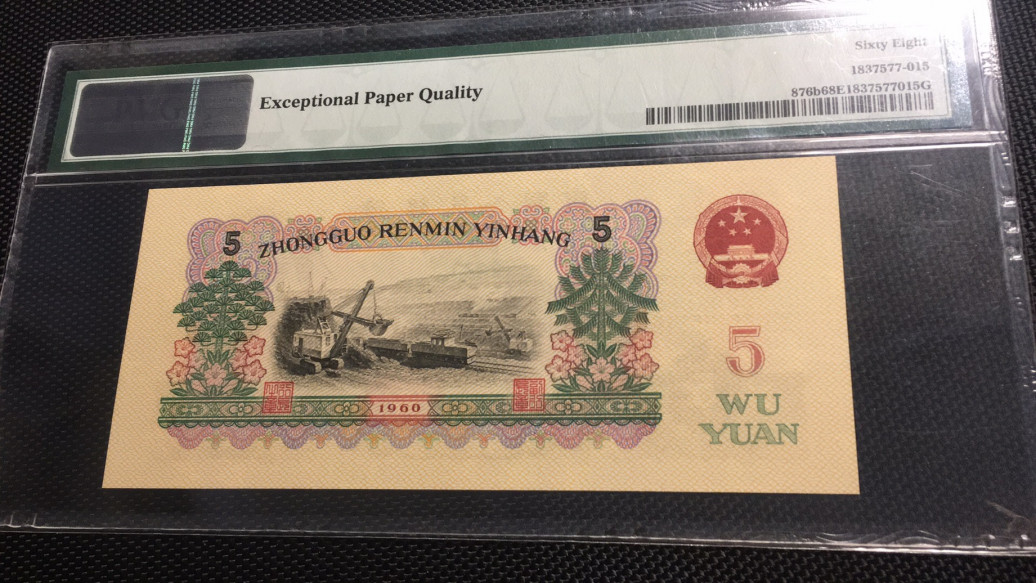 Sixty Eight
1837577-015
Exceptional Paper Quality
876b68E1837577015G
5
ZHONGGUO RENMIN YINHANG
5
5
1960
WU
YUAN